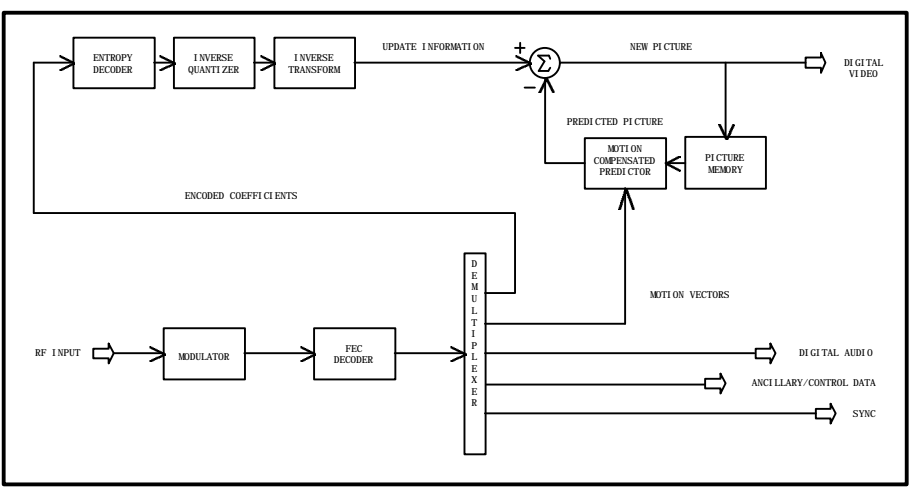 ENTROPY
DECODER
INVERSE
QUANTIZER
INVERSE
TRANSFORM
UPDATE INFORMATION
+
Σ
−
NEW PICTURE
DIGITAL
VIDEO
PREDICTED PICTURE
MOTION
COMPENSATED
PREDICTOR
PICTURE
MEMORY
ENCODED COEFFICIENTS
DEMULTIPLEXER
MOTION VECTORS
RF INPUT
MODULATOR
FEC
DECODER
DIGITAL AUDIO
ANCILLARY/CONTROL DATA
SYNC